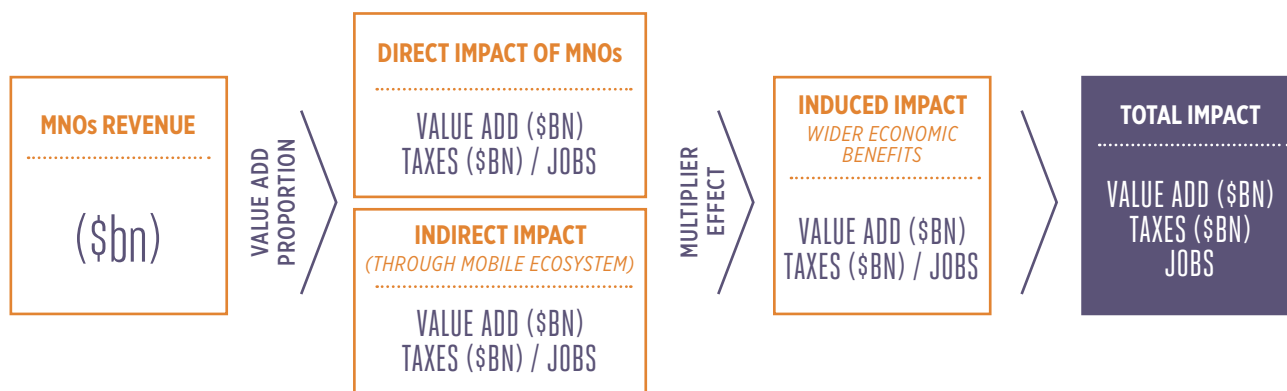 MNOs REVENUE
($bn)
VALUE ADD
PROPORTION
DIRECT IMPACT OF MNOs
VALUE ADD ($BN)
TAXES ($BN) / JOBS
INDIRECT IMPACT
(THROUGH MOBILE ECOSYSTEM)
VALUE ADD ($BN)
TAXES ($BN) / JOBS
MULTIPLIER
EFFECT
INDUCED IMPACT
WIDER ECONOMIC
BENEFITS
VALUE ADD ($BN)
TAXES ($BN) / JOBS
TOTAL IMPACT
VALUE ADD ($BN)
TAXES ($BN)
JOBS